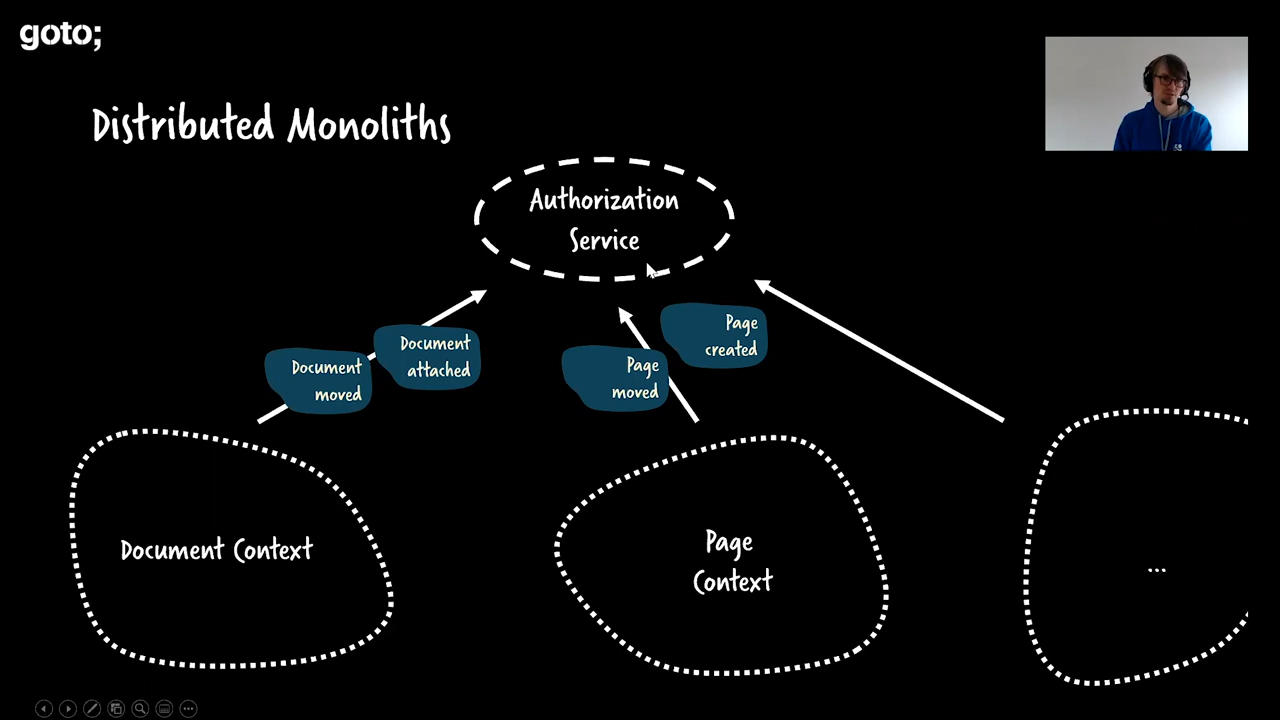 goto;
Distributed Monoliths
Authorization
Service
Document
moved
Document
attached
Page
moved
Page
created
Document Context
Page
Context
...